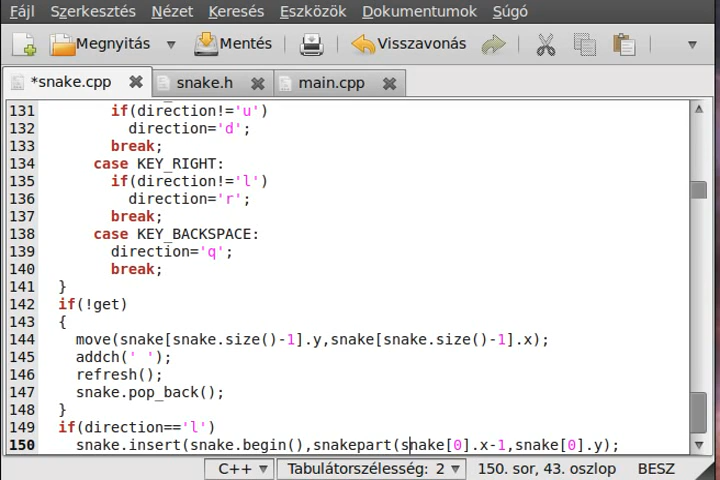 Fájl Szerkesztés Nézet Keresés Eszközök Dokumentumok Súgó
Megnyitás Mentés Visszavonás
*snake.cpp snake.h main.cpp
131 if(direction!='u')
132 direction='d';
133 break;
134 case KEY_RIGHT:
135 if(direction!='l')
136 direction='r';
137 break;
138 case KEY_BACKSPACE:
139 direction='q';
140 break;
141 }
142 if(!get)
143 {
144 move(snake[snake.size()-1].y,snake[snake.size()-1].x);
145 addch(' ');
146 refresh();
147 snake.pop_back();
148 }
149 if(direction=='l')
150 snake.insert(snake.begin(),snakepart(snake[0].x-1,snake[0].y);
C++ Tabulátorszélesség: 2 150. sor, 43. oszlop BESZ